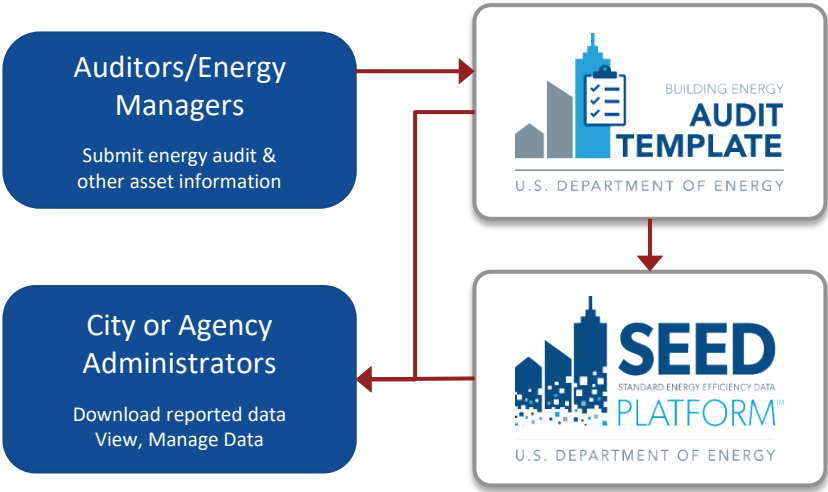 Auditors/Energy
Managers
Submit energy audit &
other asset information
BUILDING ENERGY
AUDIT
TEMPLATE
U.S. DEPARTMENT OF ENERGY
City or Agency
Administrators
Download reported data
View, Manage Data
SEED
STANDARD ENERGY EFFICIENCY DATA
PLATFORM™
U.S. DEPARTMENT OF ENERGY